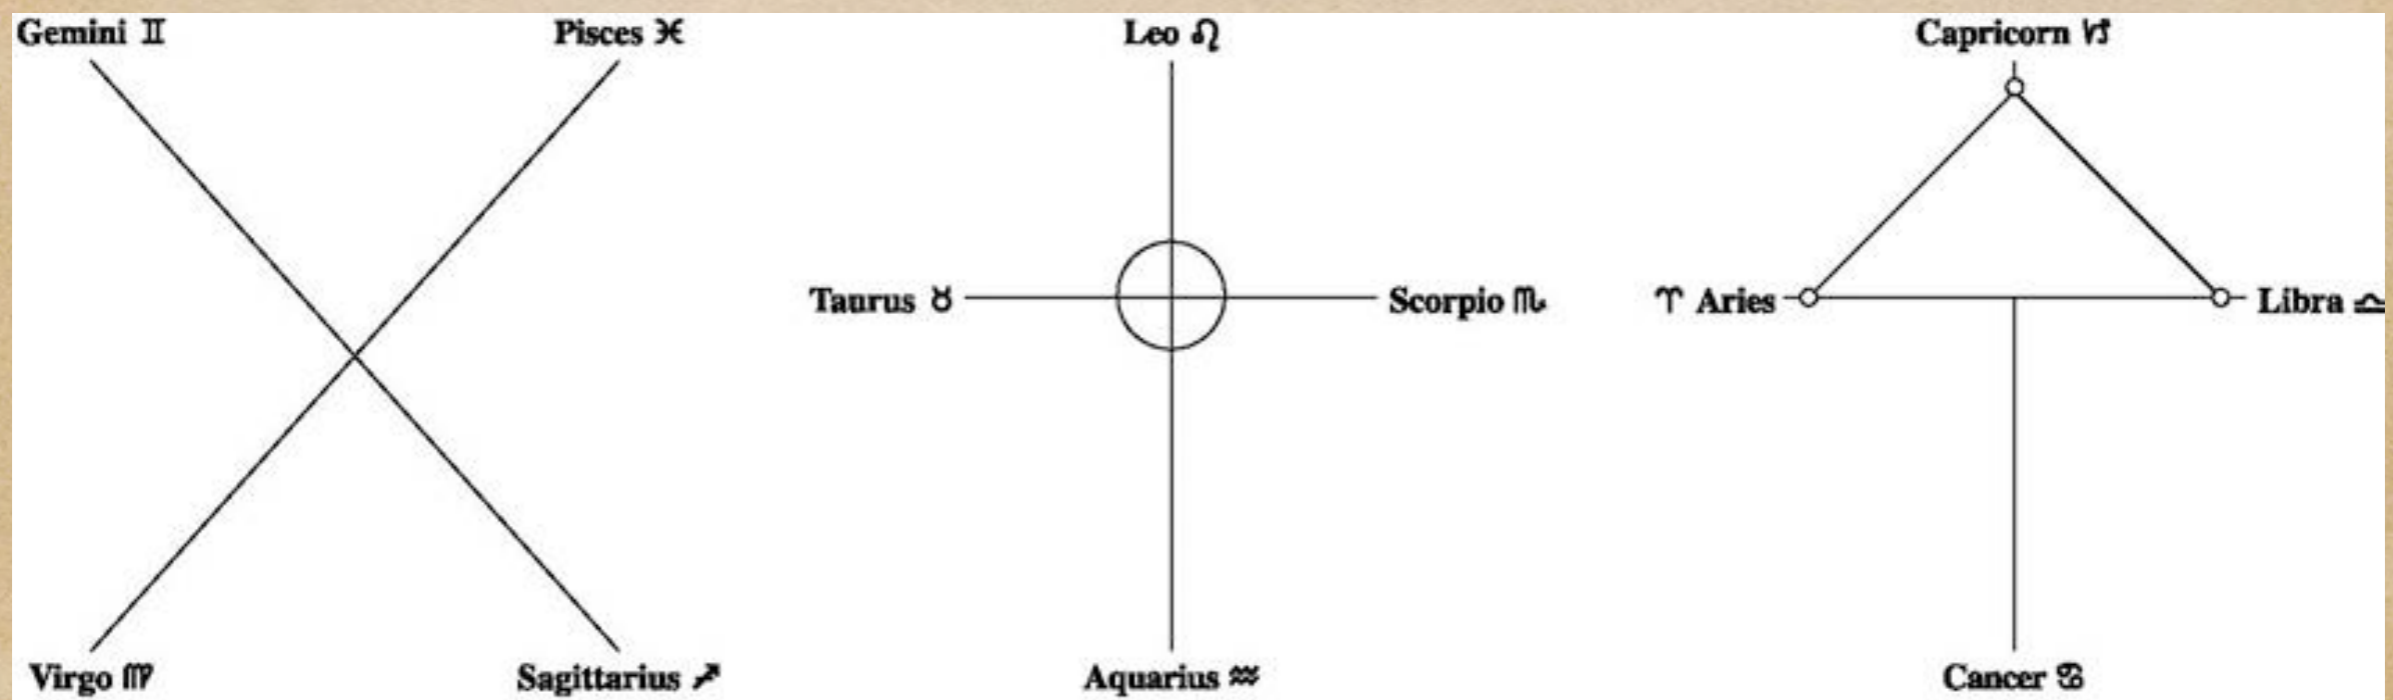 Gemini ♊
Pisces ♓
Virgo ♍
Sagittarius ♐
Leo ♌
Taurus ♉
Scorpio ♏
Aquarius ♒
Capricorn ♑
♈ Aries
Libra ♎
Cancer ♋